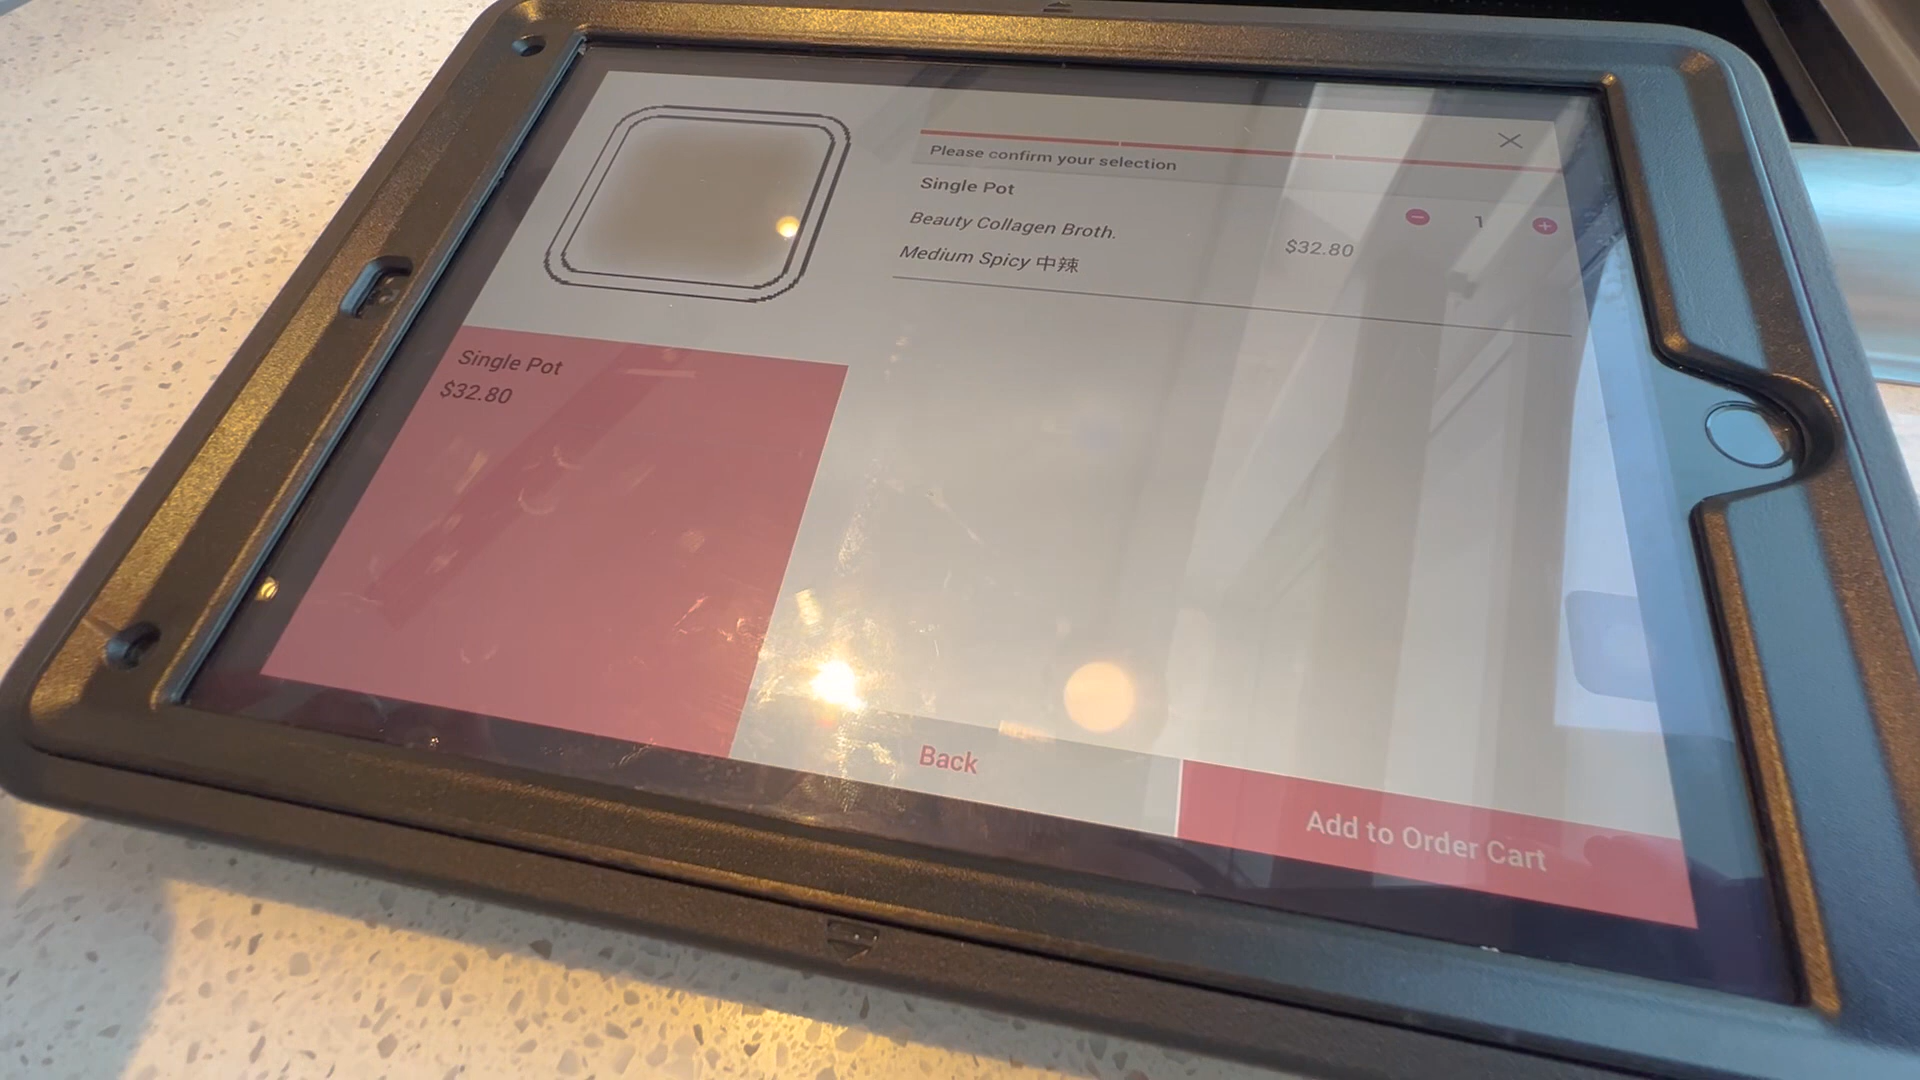 Please confirm your selection
Single Pot
Beauty Collagen Broth.
Medium Spicy 中辣
$32.80
1
Single Pot
$32.80
Back
Add to Order Cart